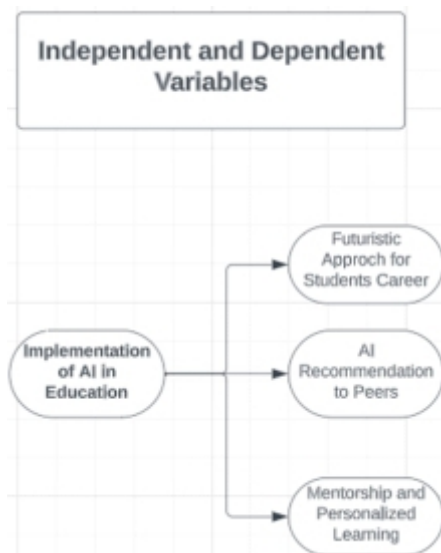 Independent and Dependent
Variables
Futuristic
Approch for
Students Career
Implementation
of AI in
Education
AI
Recommendation
to Peers
Mentorship and
Personalized
Learning